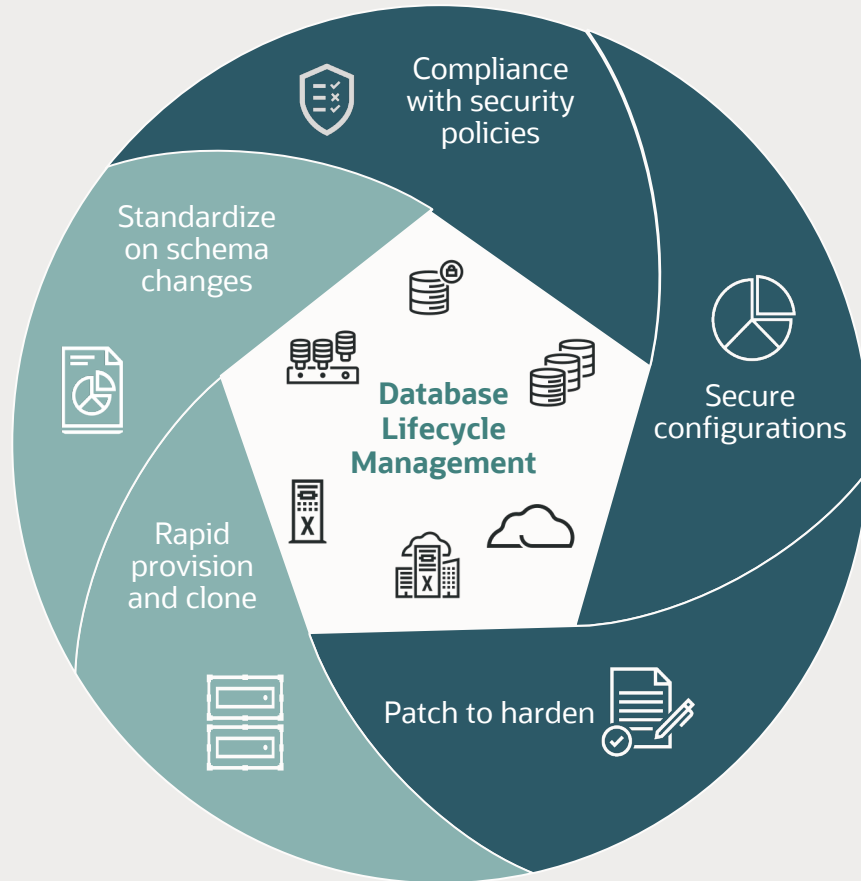 Compliance
with security
policies
Standardize
on schema
changes
Secure
configurations
Database
Lifecycle
Management
Rapid
provision
and clone
Patch to harden
X
X